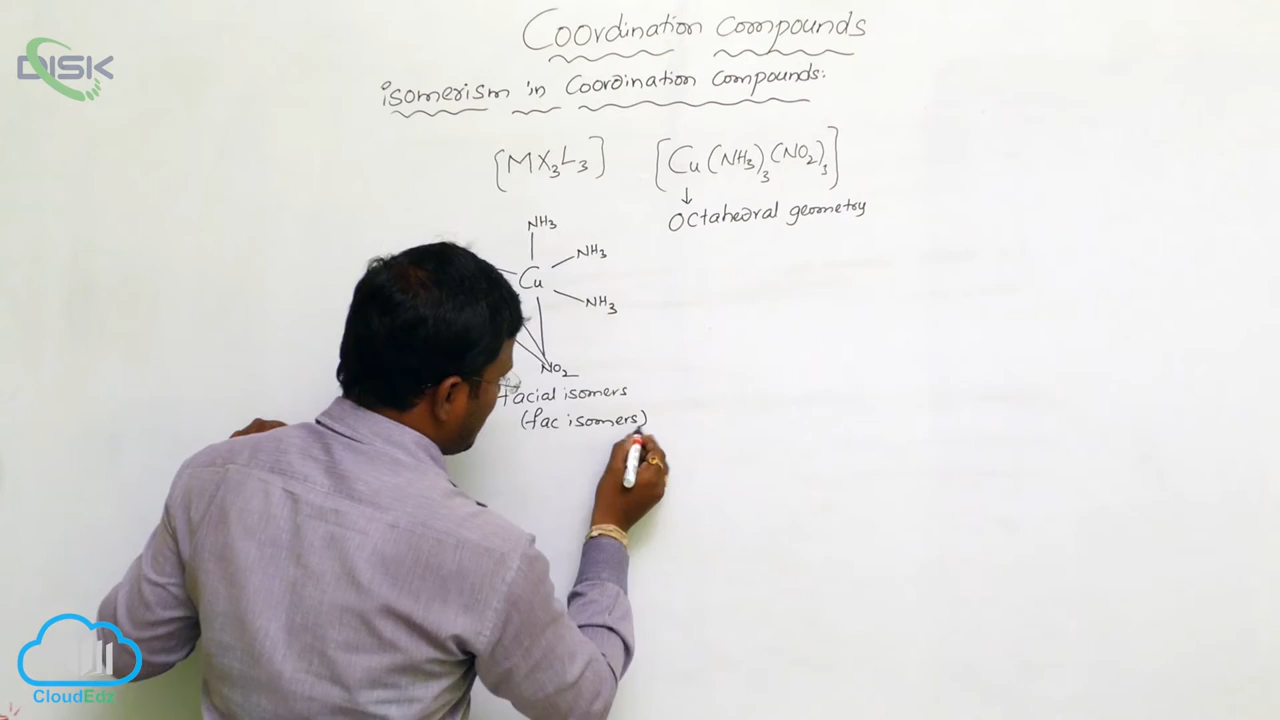 DISK
Coordination Compounds
isomerism in Coordination Compounds:
[MX₃L₃] [Cu(NH₃)₃(NO₂)₃]
↓
Octahedral geometry
NH₃
NH₃
Cu
NH₃
NO₂
facial isomers
(fac isomers)
CloudEdz